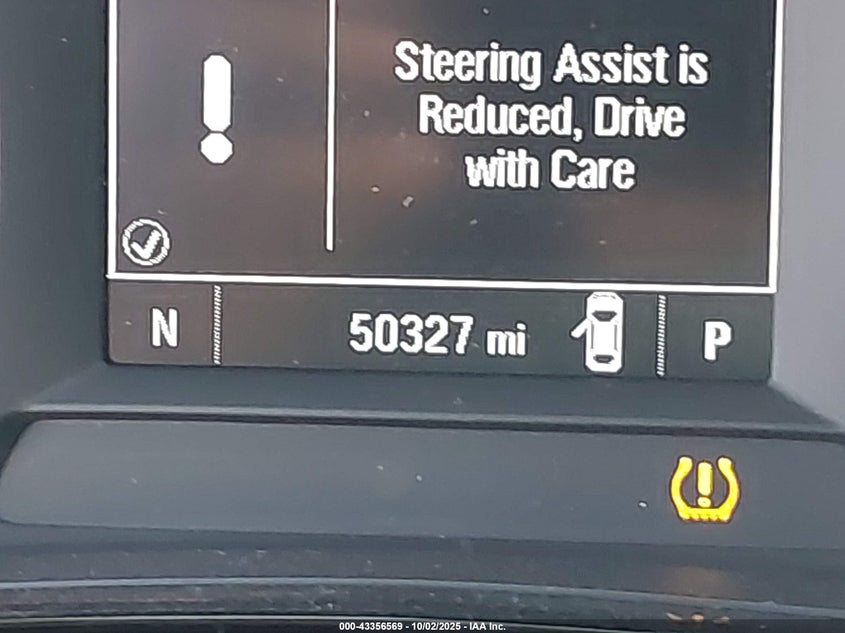 Steering Assist is
Reduced, Drive
with Care
N 50327 mi P
000-43356569 - 10/02/2025 - IAA Inc.